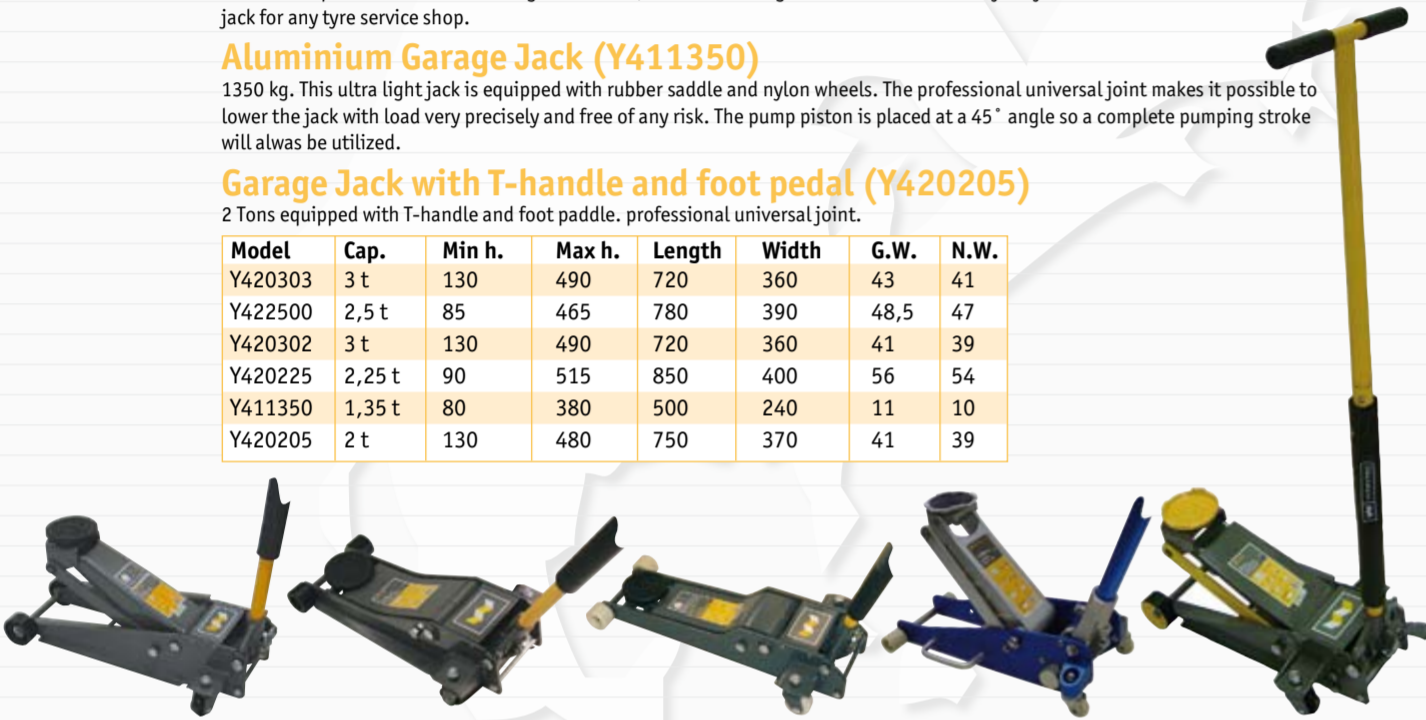 jack for any tyre service shop.
Aluminium Garage Jack (Y411350)
1350 kg. This ultra light jack is equipped with rubber saddle and nylon wheels. The professional universal joint makes it possible to
lower the jack with load very precisely and free of any risk. The pump piston is placed at a 45˚ angle so a complete pumping stroke
will alwas be utilized.
Garage Jack with T-handle and foot pedal (Y420205)
2 Tons equipped with T-handle and foot paddle. professional universal joint.
Model Cap. Min h. Max h. Length Width G.W. N.W.
Y420303 3 t 130 490 720 360 43 41
Y422500 2,5 t 85 465 780 390 48,5 47
Y420302 3 t 130 490 720 360 41 39
Y420225 2,25 t 90 515 850 400 56 54
Y411350 1,35 t 80 380 500 240 11 10
Y420205 2 t 130 480 750 370 41 39